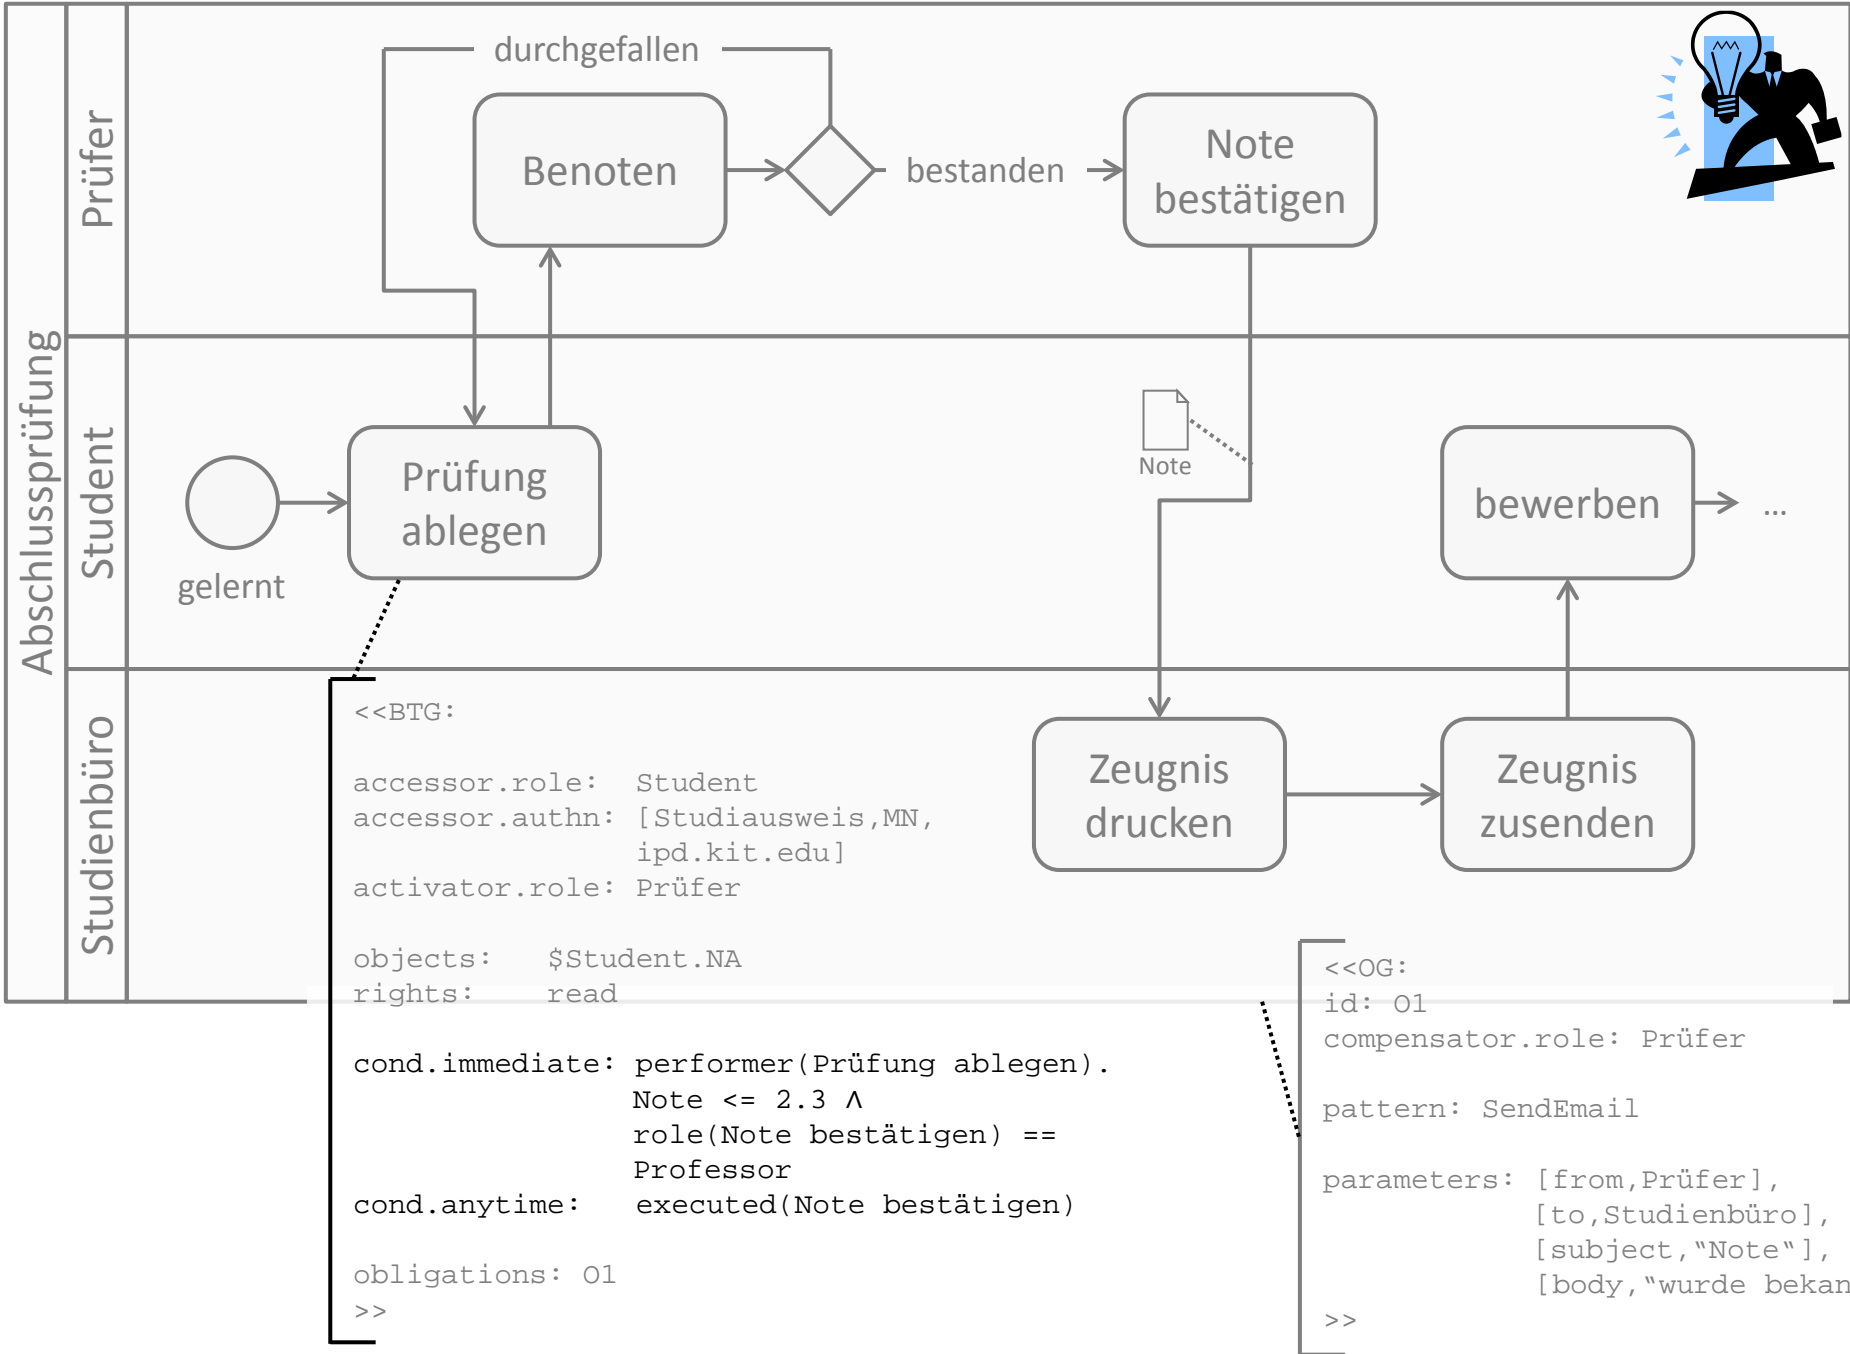 Abschlussprüfung
Prüfer
durchgefallen
Benoten
bestanden
Note
bestätigen
Student
gelernt
Prüfung
ablegen
Note
bewerben
...
Studienbüro
Zeugnis
drucken
Zeugnis
zusenden
<<BTG:
accessor.role: Student
accessor.authn: [Studiausweis,MN,
ipd.kit.edu]
activator.role: Prüfer
objects: $Student.NA
rights: read
cond.immediate: performer(Prüfung ablegen).
Note <= 2.3 Λ
role(Note bestätigen) ==
Professor
cond.anytime: executed(Note bestätigen)
obligations: O1
>>
<<OG:
id: O1
compensator.role: Prüfer
pattern: SendEmail
parameters: [from,Prüfer],
[to,Studienbüro],
[subject,‟Note‟],
[body,‟wurde bekan
>>